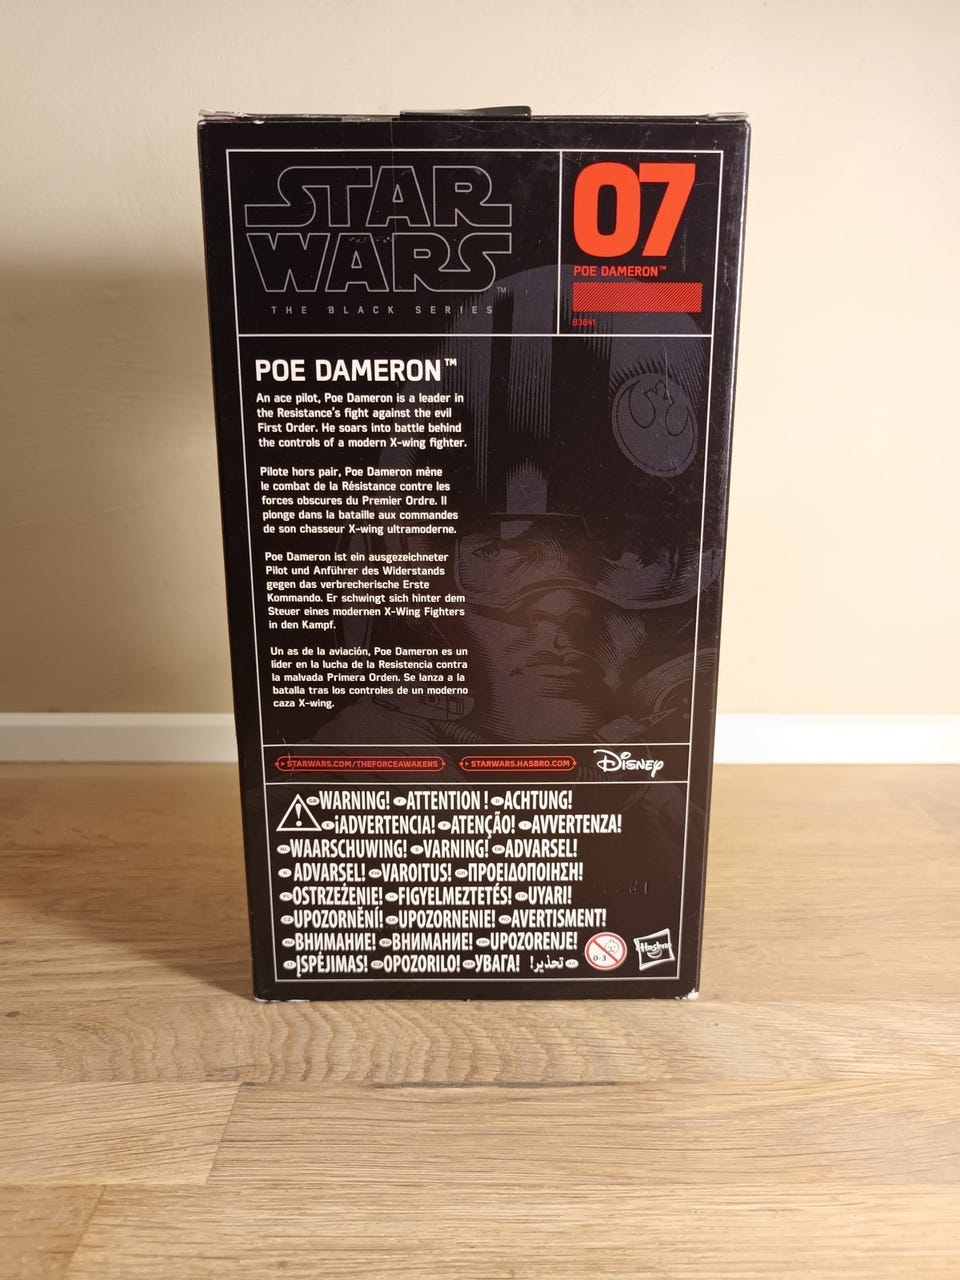 STAR
WARS™
THE BLACK SERIES
07
POE DAMERON™
B3841
POE DAMERON™
An ace pilot, Poe Dameron is a leader in
the Resistance's fight against the evil
First Order. He soars into battle behind
the controls of a modern X-wing fighter.
Pilote hors pair, Poe Dameron mène
le combat de la Résistance contre les
forces obscures du Premier Ordre. Il
plonge dans la bataille aux commandes
de son chasseur X-wing ultramoderne.
Poe Dameron ist ein ausgezeichneter
Pilot und Anführer des Widerstands
gegen das verbrecherische Erste
Kommando. Er schwingt sich hinter dem
Steuer eines modernen X-Wing Fighters
in den Kampf.
Un as de la aviación, Poe Dameron es un
líder en la lucha de la Resistencia contra
la malvada Primera Orden. Se lanza a la
batalla tras los controles de un moderno
caza X-wing.
STARWARS.COM/THEFORCEAWAKENS STARWARS.HASBRO.COM Disney
WARNING! ATTENTION ! ACHTUNG!
¡ADVERTENCIA! ATENÇÃO! AVVERTENZA!
WAARSCHUWING! VARNING! ADVARSEL!
ADVARSEL! VAROITUS! ΠΡΟΕΙΔΟΠΟΙΗΣΗ!
OSTRZEŻENIE! FIGYELMEZTETÉS! UYARI!
UPOZORNĚNÍ! UPOZORNENIE! AVERTISMENT!
ВНИМАНИЕ! ВНИМАНИЕ! UPOZORENJE!
ĮSPĖJIMAS! OPOZORILO! УВАГА! تحذير!
0-3
Hasbro